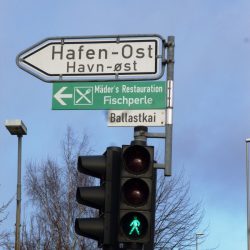 Hafen-Ost
Havn-øst
Mäder's Restauration
Fischperle
Ballastkai